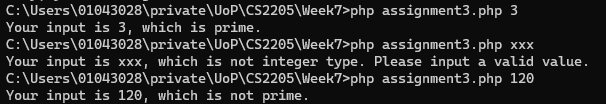 C:\Users\01043028\private\UoP\CS2205\Week7>php assignment3.php 3
Your input is 3, which is prime.
C:\Users\01043028\private\UoP\CS2205\Week7>php assignment3.php xxx
Your input is xxx, which is not integer type. Please input a valid value.
C:\Users\01043028\private\UoP\CS2205\Week7>php assignment3.php 120
Your input is 120, which is not prime.